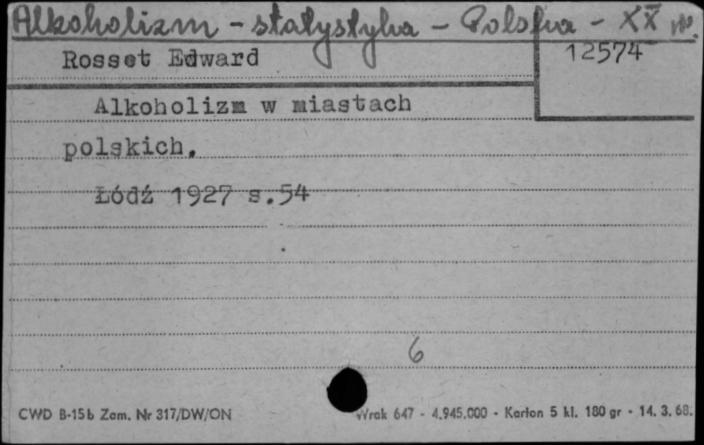 Alkoholizm - statystyka - Polska - XX w.
Rosset Edward
12574
Alkoholizm w miastach
polskich.
Łódź 1927 s.54
6
CWD B-15b Zam. Nr 317/DW/ON Wrak 647 - 4.945.000 - Karton 5 kl. 180 gr - 14. 3. 68.